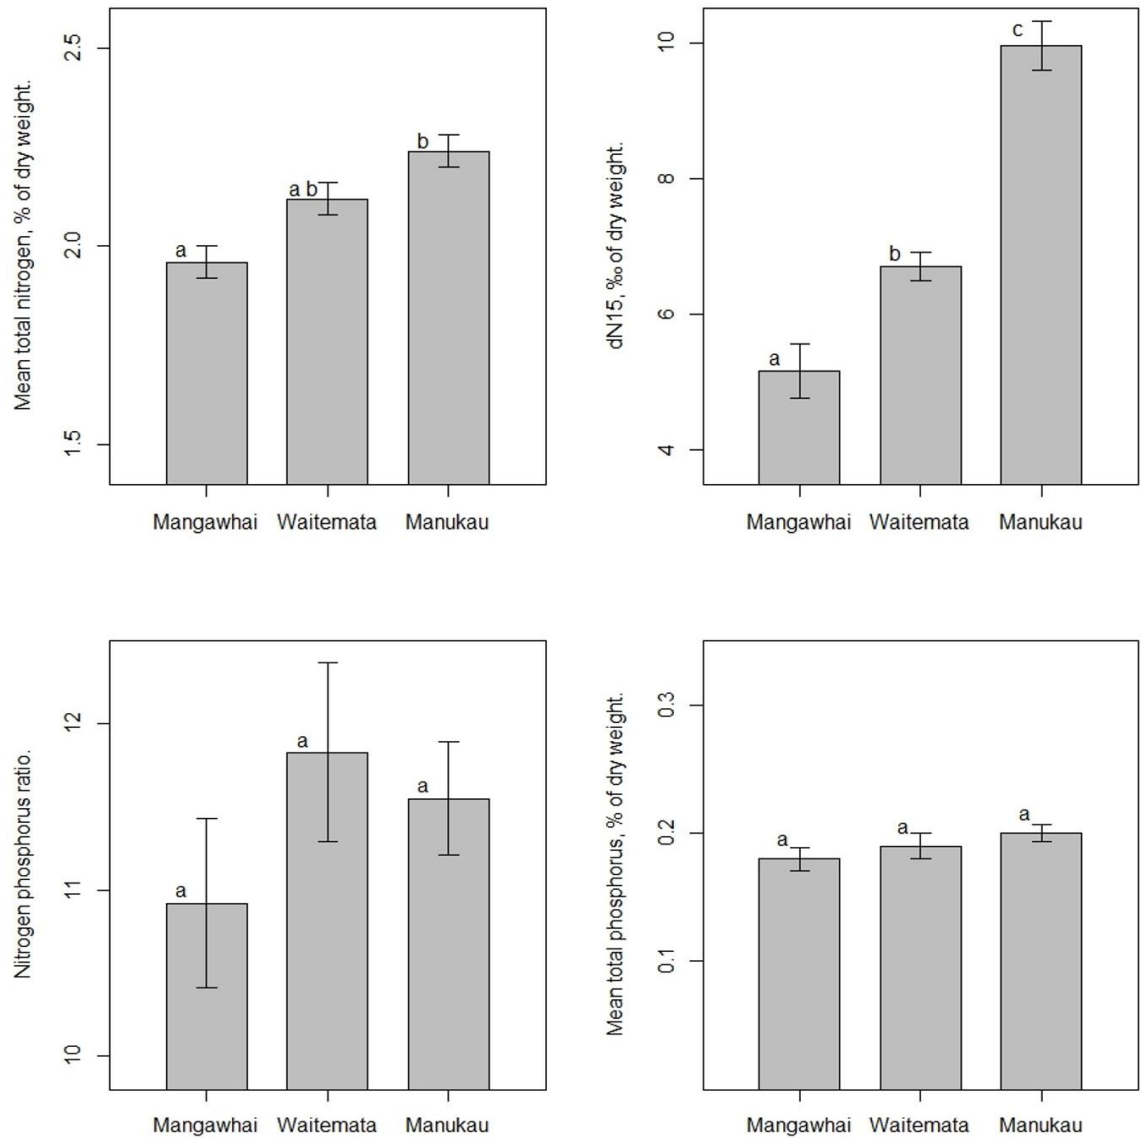 Mean total nitrogen, % of dry weight.
2.5
2.0
1.5
a
a b
b
Mangawhai Waitemata Manukau
dN15, ‰ of dry weight.
10
8
6
4
a
b
c
Mangawhai Waitemata Manukau
Nitrogen phosphorus ratio.
12
11
10
a
a
a
Mangawhai Waitemata Manukau
Mean total phosphorus, % of dry weight.
0.3
0.2
0.1
a
a
a
Mangawhai Waitemata Manukau